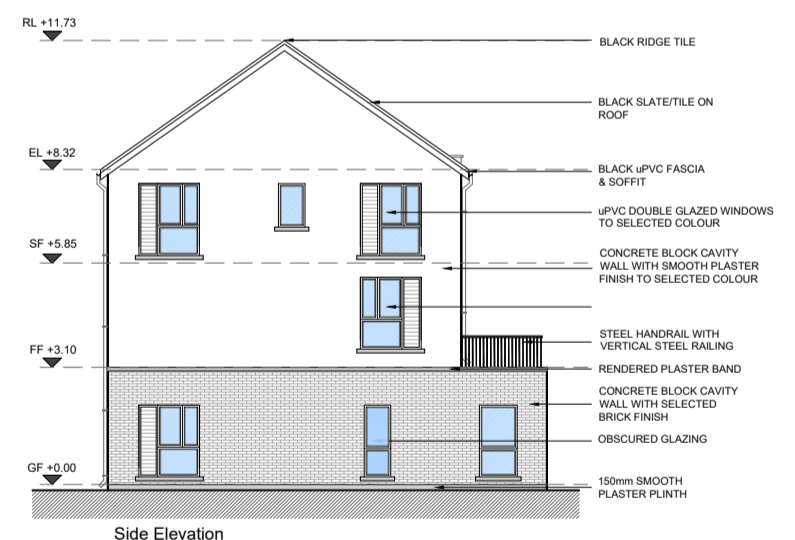 RL +11.73
BLACK RIDGE TILE
BLACK SLATE/TILE ON
ROOF
EL +8.32
BLACK uPVC FASCIA
& SOFFIT
uPVC DOUBLE GLAZED WINDOWS
TO SELECTED COLOUR
SF +5.85
CONCRETE BLOCK CAVITY
WALL WITH SMOOTH PLASTER
FINISH TO SELECTED COLOUR
STEEL HANDRAIL WITH
VERTICAL STEEL RAILING
FF +3.10
RENDERED PLASTER BAND
CONCRETE BLOCK CAVITY
WALL WITH SELECTED
BRICK FINISH
OBSCURED GLAZING
GF +0.00
150mm SMOOTH
PLASTER PLINTH
Side Elevation